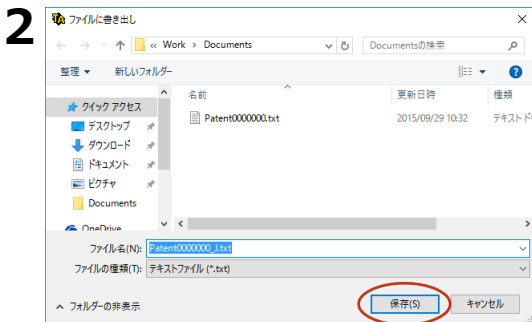 2
ファイルに書き出し
« Work › Documents
Documentsの検索
整理 新しいフォルダー
名前 更新日時 種類
クイック アクセス
Patent0000000.txt 2015/09/29 10:32 テキスト
デスクトップ
ダウンロード
ドキュメント
ピクチャ
Documents
OneDrive
ファイル名(N): Patent0000000_J.txt
ファイルの種類(T): テキストファイル (*.txt)
フォルダーの非表示 保存(S) キャンセル